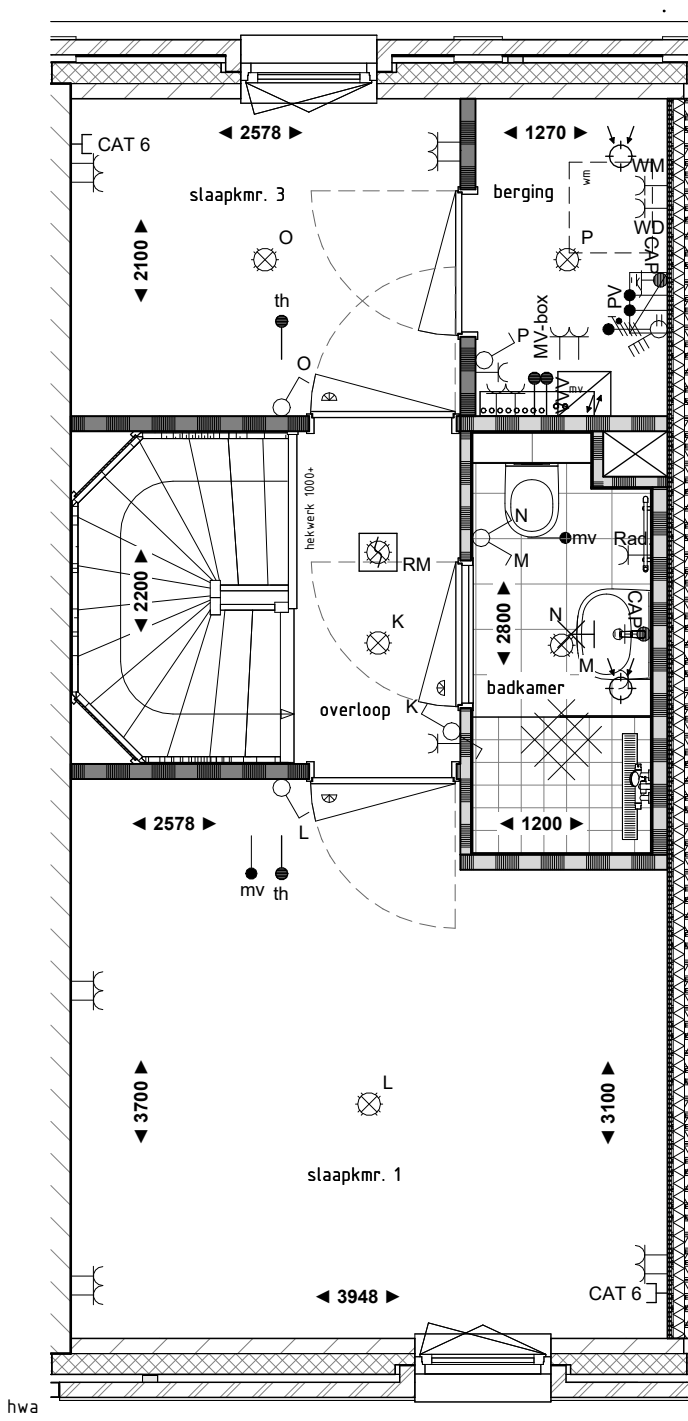 CAT 6
◄ 2578 ►
◄ 1270 ►
WM
wm
slaapkmr. 3
berging
WD
◄ 2100 ►
O
P
CAP
th
PV
MV-box
P
O
mv
hekwerk 1000+
N
mv
Rad.
M
RM
◄ 2200 ►
◄ 2800 ►
CAP
N
K
M
badkamer
overloop
K
◄ 2578 ►
L
◄ 1200 ►
mv
th
◄ 3700 ►
◄ 3100 ►
L
slaapkmr. 1
◄ 3948 ►
CAT 6
hwa